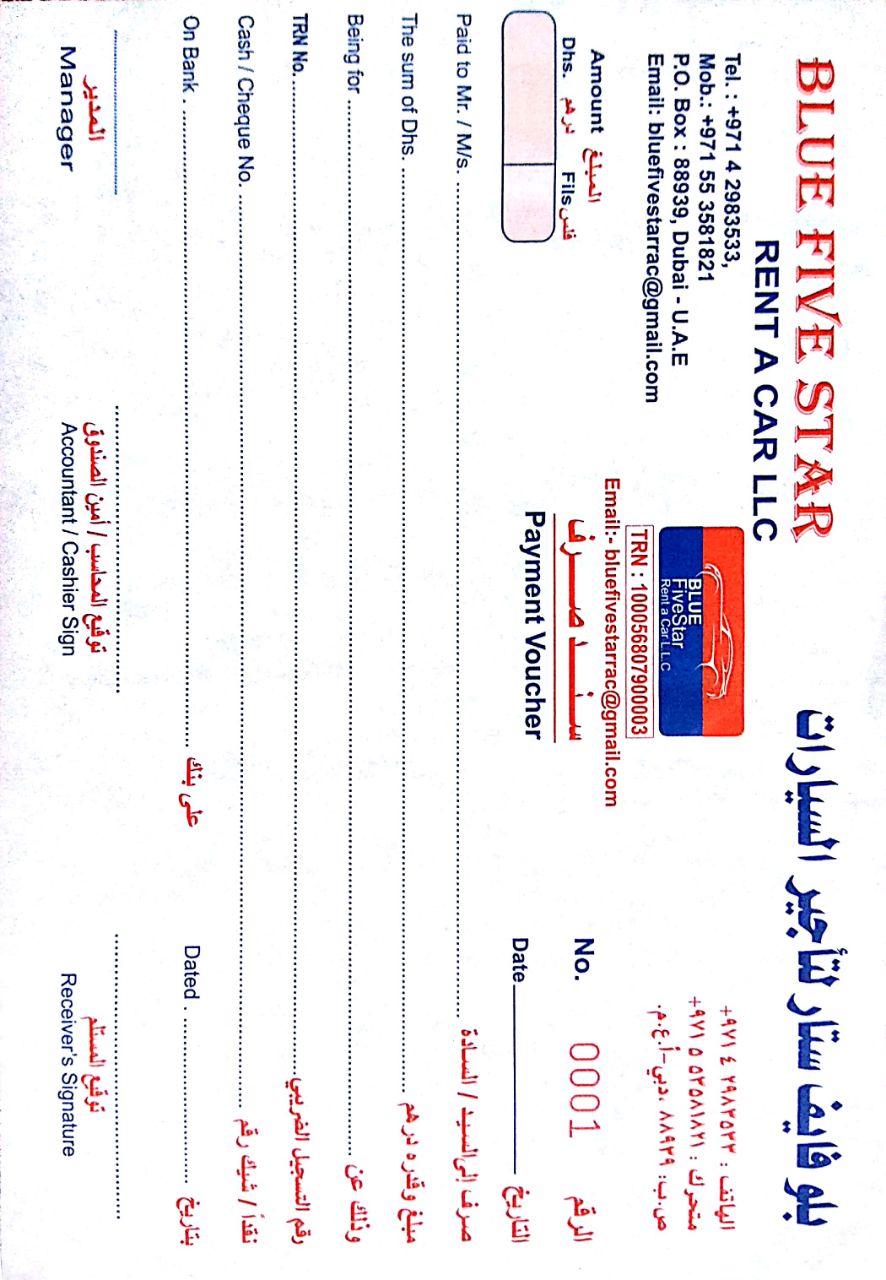 BLUE FIVE STAR
RENT A CAR LLC
بلو فايف ستار لتأجير السيارات
Tel. : +971 4 2983533,
Mob.: +971 55 3581821
P.O. Box : 88939, Dubai - U.A.E
Email: bluefivestarrac@gmail.com
BLUE
FiveStar
Rent a Car L.L.C
TRN : 100056807900003
Email:- bluefivestarrac@gmail.com
الهاتف : ٢٩٨٣٥٣٣ ٤ ٩٧١+
متحرك : ٥٣٥٨١٨٢١ ٥ ٩٧١+
ص.ب: ٨٨٩٣٩ ،دبي-أ.ع.م.
Amount المبلغ
Dhs. درهم Fils فلس
سند صرف
Payment Voucher
No. 0001 الرقم
Date التاريخ
Paid to Mr. / M/s. صرف إلى السيد / السادة
The sum of Dhs. مبلغ وقدره درهم
Being for وذلك عن
TRN No. رقم التسجيل الضريبي
Cash / Cheque No. نقداً / شيك رقم
On Bank . على بنك Dated . بتاريخ
المدير
Manager
توقيع المحاسب / أمين الصندوق
Accountant / Cashier Sign
توقيع المستلم
Receiver's Signature